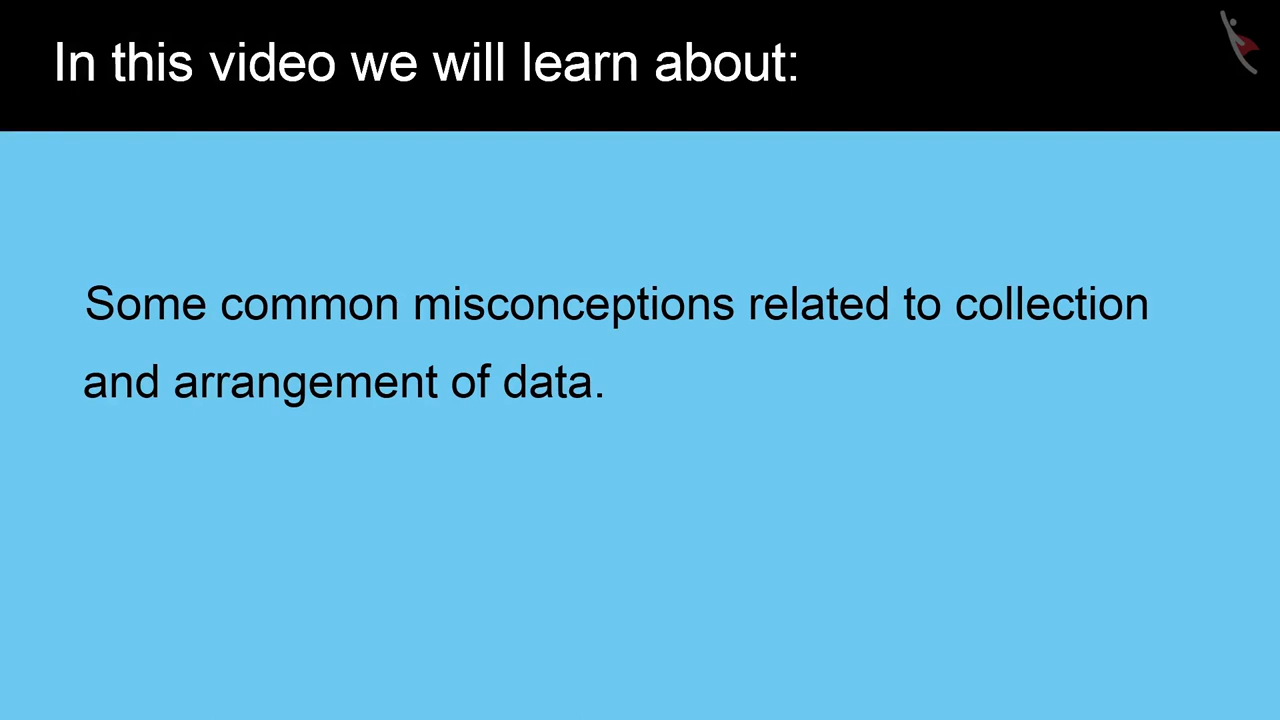 In this video we will learn about:
Some common misconceptions related to collection
and arrangement of data.